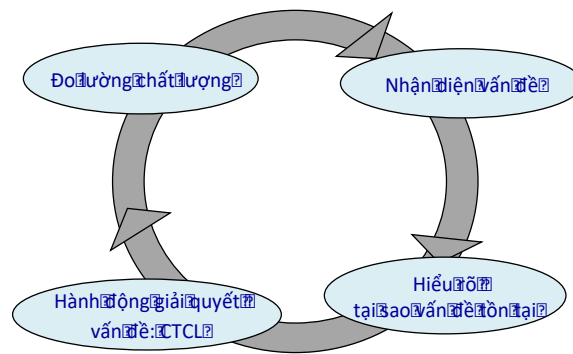 Đo lường chất lượng
Nhận diện vấn đề
Hiểu rõ
tại sao vấn đề tồn tại
Hành động giải quyết
vấn đề: CTCL